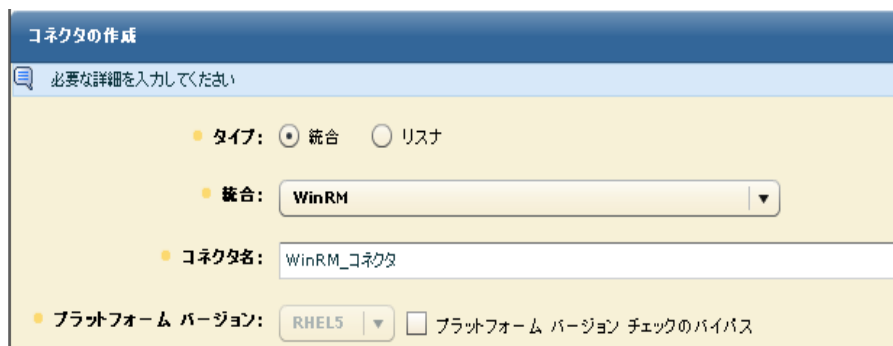 コネクタの作成
必要な詳細を入力してください
タイプ: 統合 リスナ
統合: WinRM
コネクタ名: WinRM_コネクタ
プラットフォーム バージョン: RHEL5 プラットフォーム バージョン チェックのバイパス